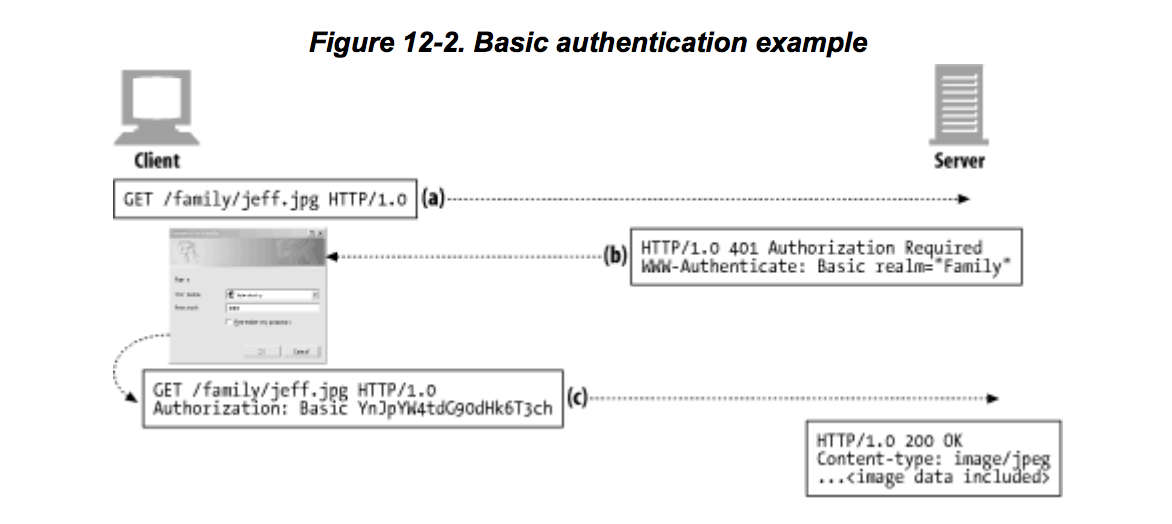 Figure 12-2. Basic authentication example
Client
Server
GET /family/jeff.jpg HTTP/1.0
(a)
(b)
HTTP/1.0 401 Authorization Required
WWW-Authenticate: Basic realm="Family"
GET /family/jeff.jpg HTTP/1.0
Authorization: Basic YnJpYW4tdG90dHk6T3ch
(c)
HTTP/1.0 200 OK
Content-type: image/jpeg
...<image data included>